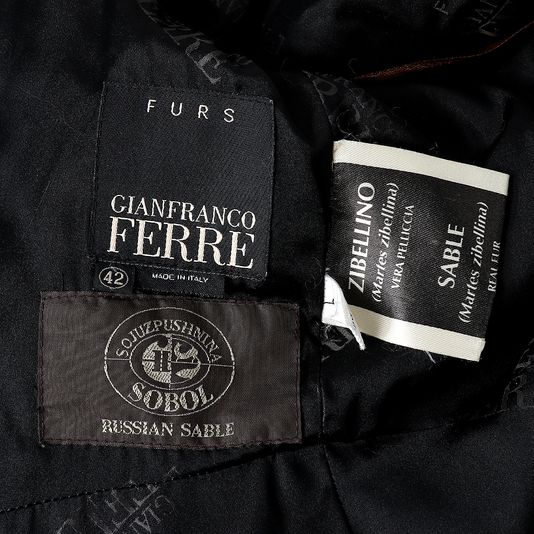 FURS
GIANFRANCO
FERRE
42
MADE IN ITALY
SOJUZPUSHNINA
SOBOL
RUSSIAN SABLE
ZIBELLINO
(Martes zibellina)
VERA PELLICCIA
SABLE
(Martes zibellina)
REAL FUR